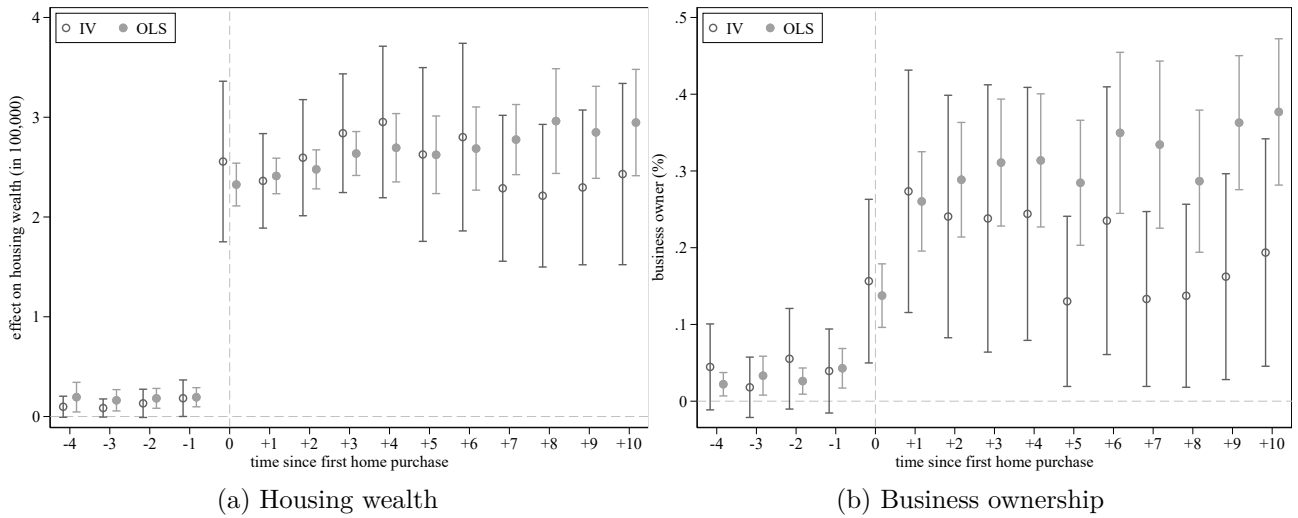 IV OLS
effect on housing wealth (in 100,000)
4
3
2
1
0
-4 -3 -2 -1 0 +1 +2 +3 +4 +5 +6 +7 +8 +9 +10
time since first home purchase
(a) Housing wealth
IV OLS
business owner (%)
.5
.4
.3
.2
.1
0
-4 -3 -2 -1 0 +1 +2 +3 +4 +5 +6 +7 +8 +9 +10
time since first home purchase
(b) Business ownership